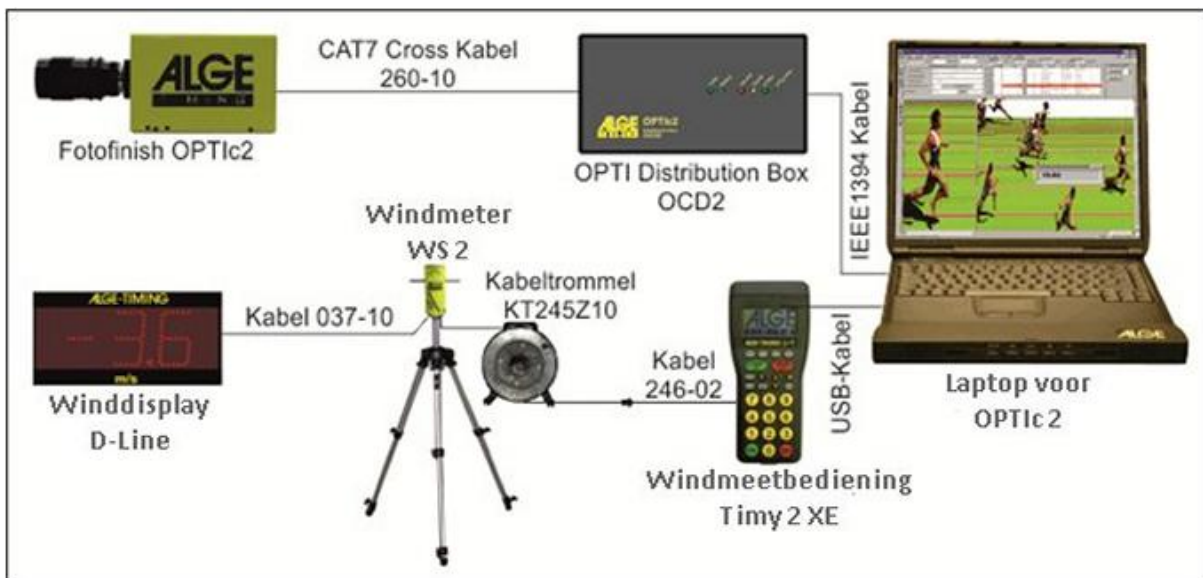 ALGE
TIMING
CAT7 Cross Kabel
260-10
Fotofinish OPTIc2
ALGE
TIMING
OPTIc2
OPTI Distribution Box
OCD2
IEEE1394 Kabel
Windmeter
WS 2
ALGE-TIMING
-3.6
m/s
Winddisplay
D-Line
Kabel 037-10
Kabeltrommel
KT245Z10
Kabel
246-02
ALGE
USB-Kabel
Windmeetbediening
Timy 2 XE
ALGE
Laptop voor
OPTIc 2